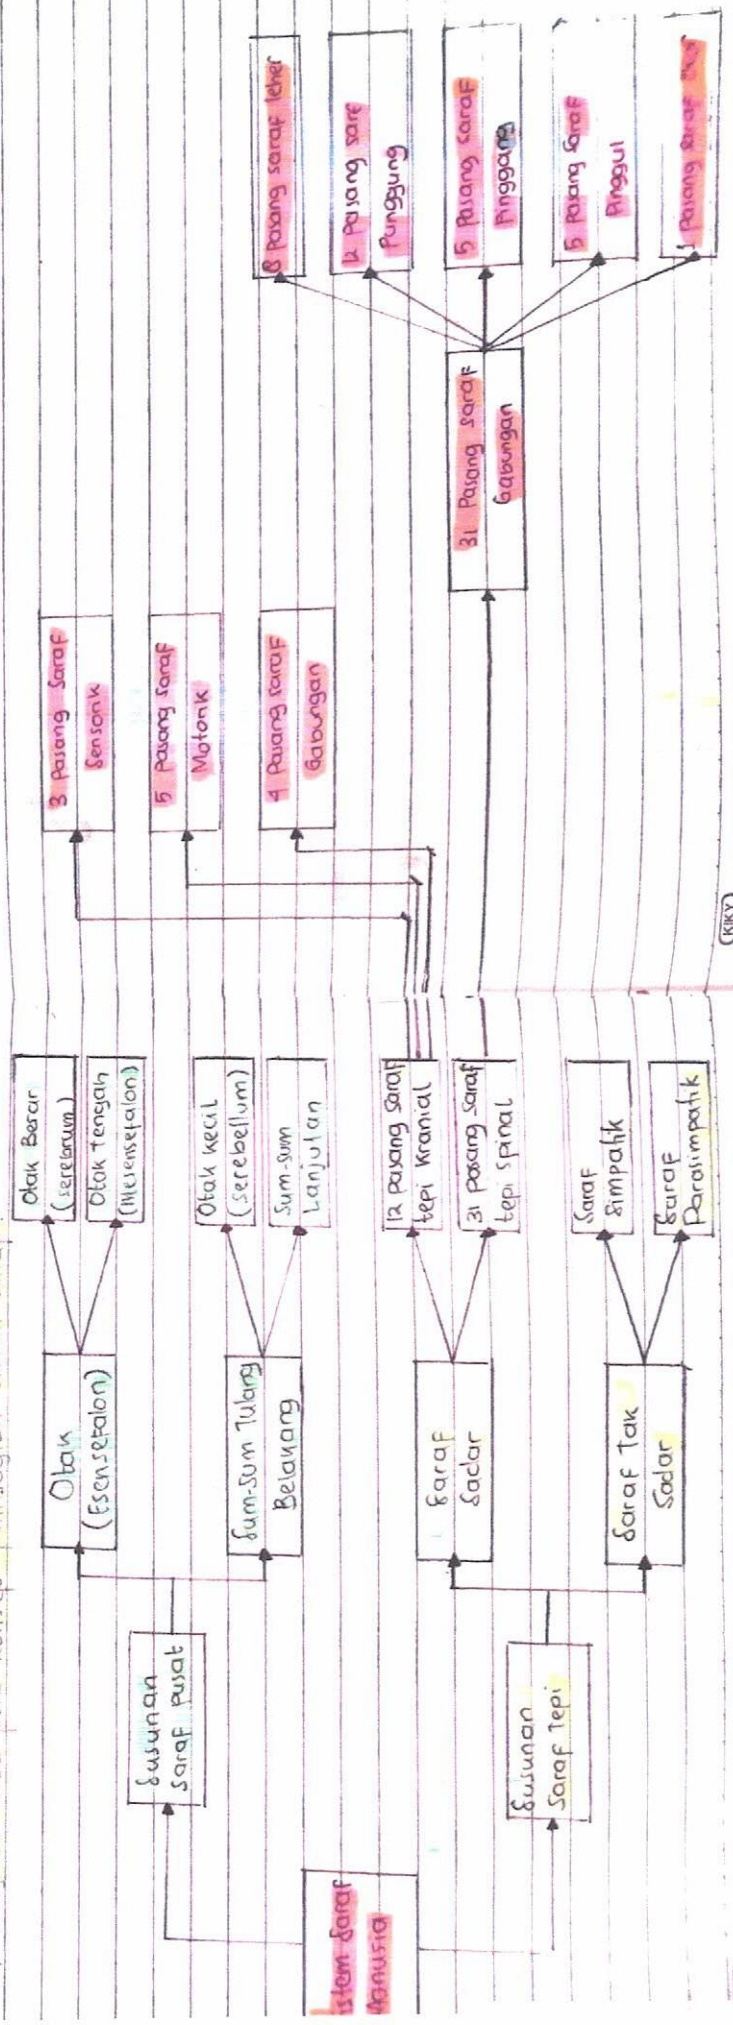 istem Saraf
Manusia
Susunan
Saraf pusat
Susunan
Saraf Tepi
Otak
(Esensefalon)
Sum-Sum Tulang
Belakang
Saraf
Sadar
Saraf Tak
Sadar
Otak Besar
(serebrum)
Otak tengah
(Mesensefalon)
Otak kecil
(serebellum)
Sum-sum
Lanjutan
12 pasang saraf
tepi Kranial
31 pasang saraf
tepi spinal
Saraf
Simpatik
Saraf
Parasimpatik
3 Pasang Saraf
Sensorik
5 Pasang Saraf
Motorik
4 Pasang saraf
Gabungan
31 Pasang saraf
Gabungan
8 Pasang saraf leher
12 Pasang sarf
Punggung
5 Pasang saraf
Pinggang
5 Pasang Saraf
Pinggul
1 Pasang saraf
KIKY